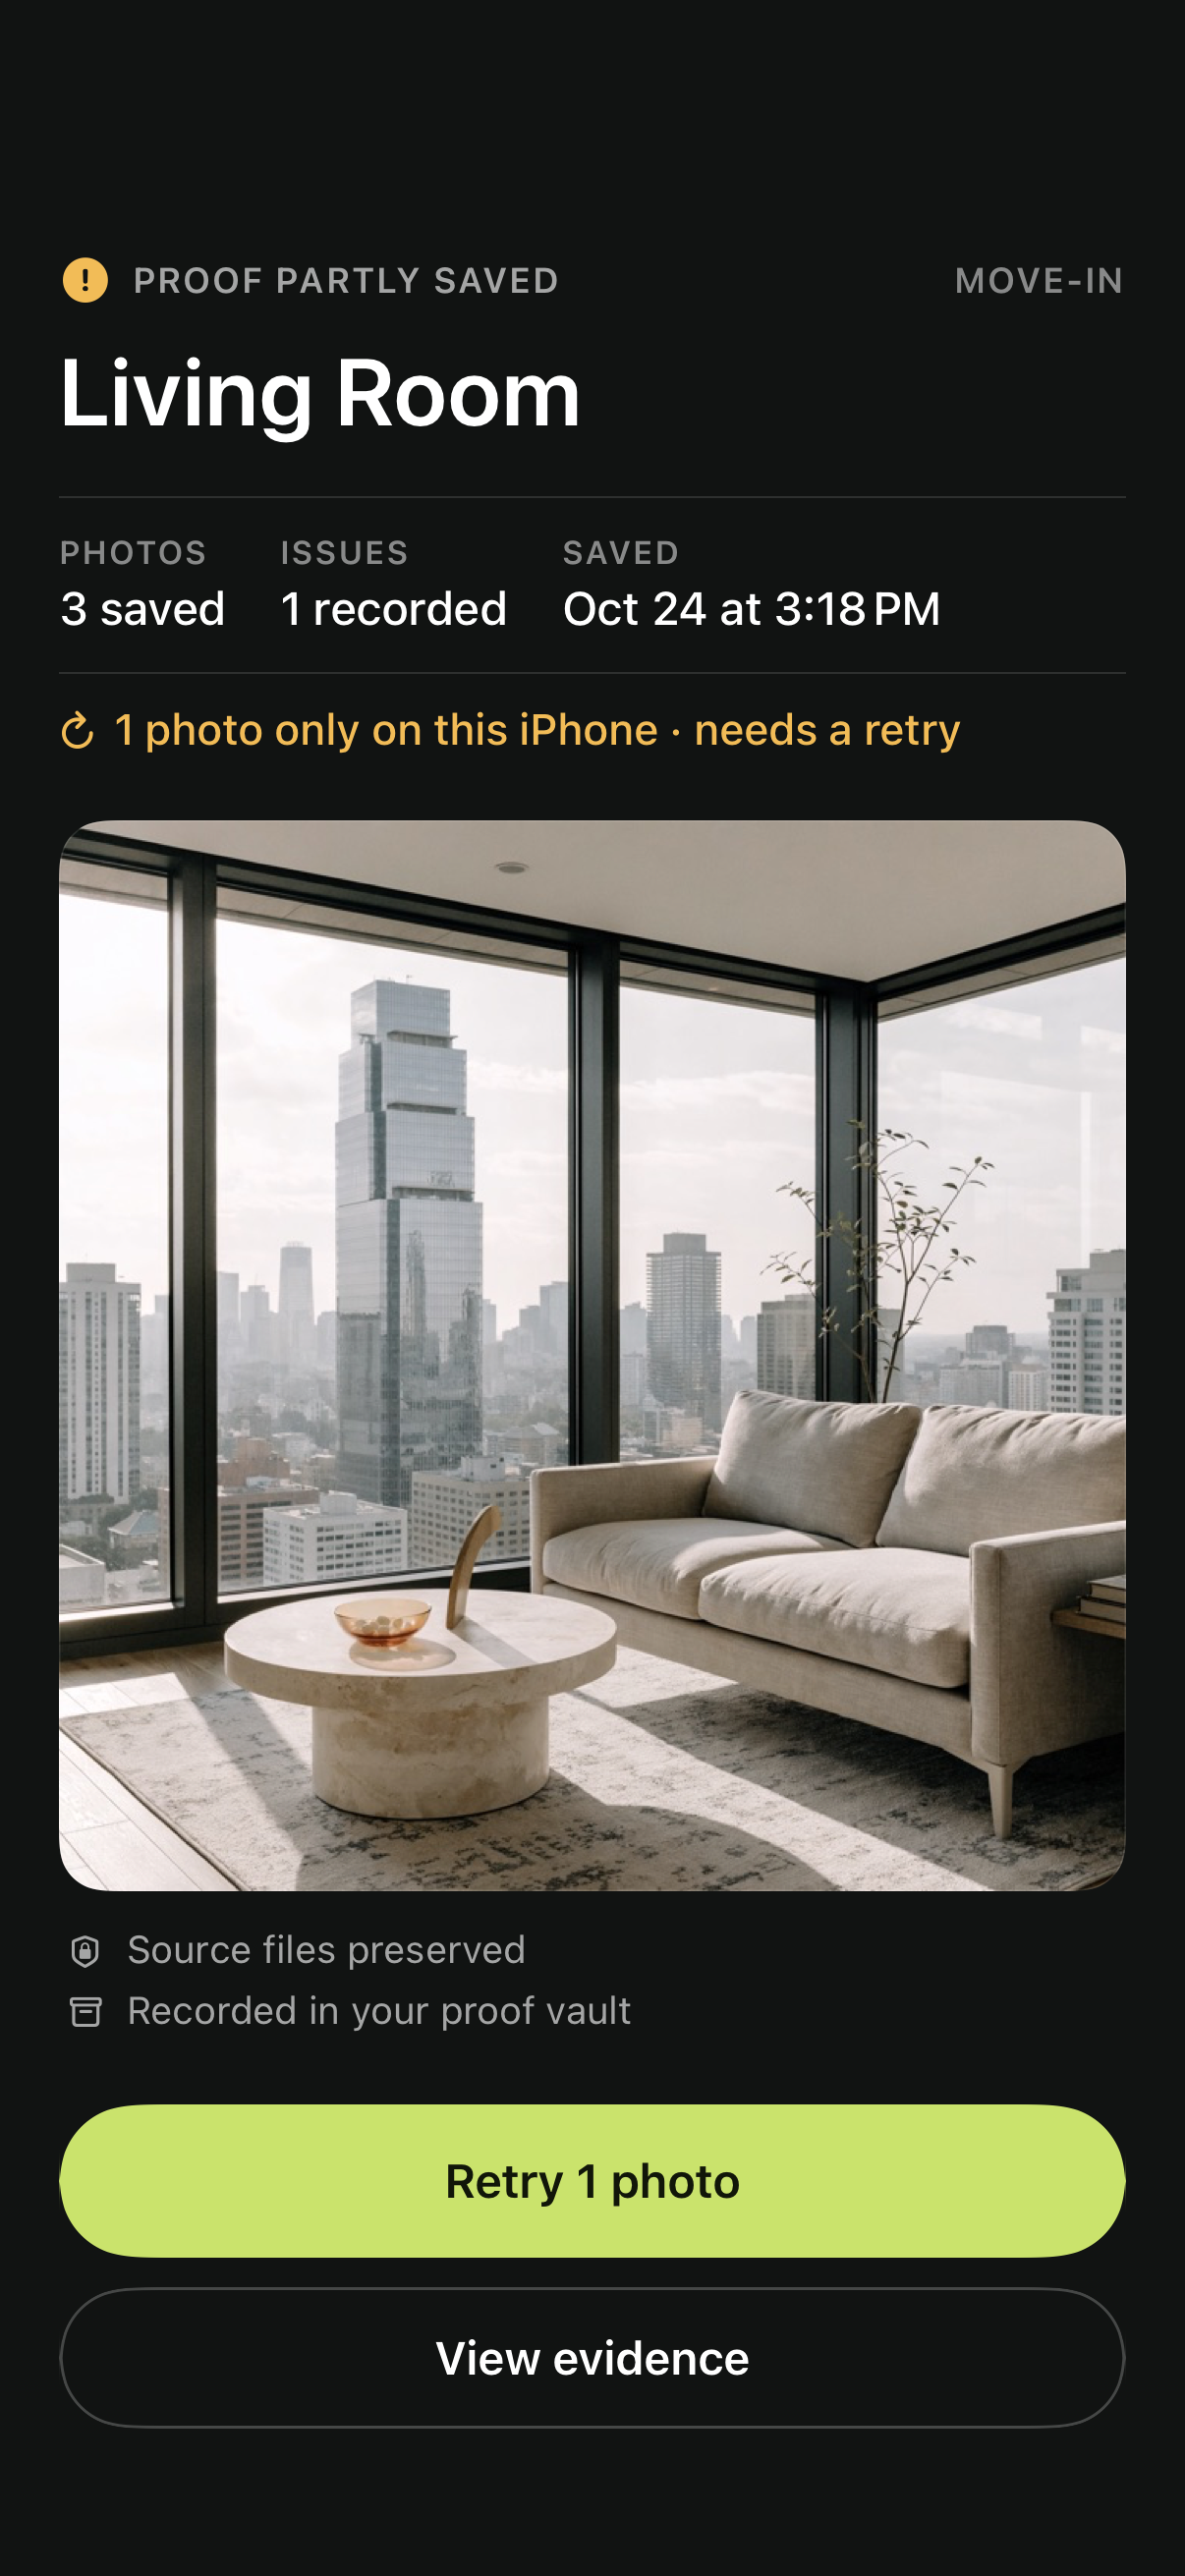 PROOF PARTLY SAVED MOVE-IN
Living Room
PHOTOS ISSUES SAVED
3 saved 1 recorded Oct 24 at 3:18 PM
1 photo only on this iPhone · needs a retry
Source files preserved
Recorded in your proof vault
Retry 1 photo
View evidence